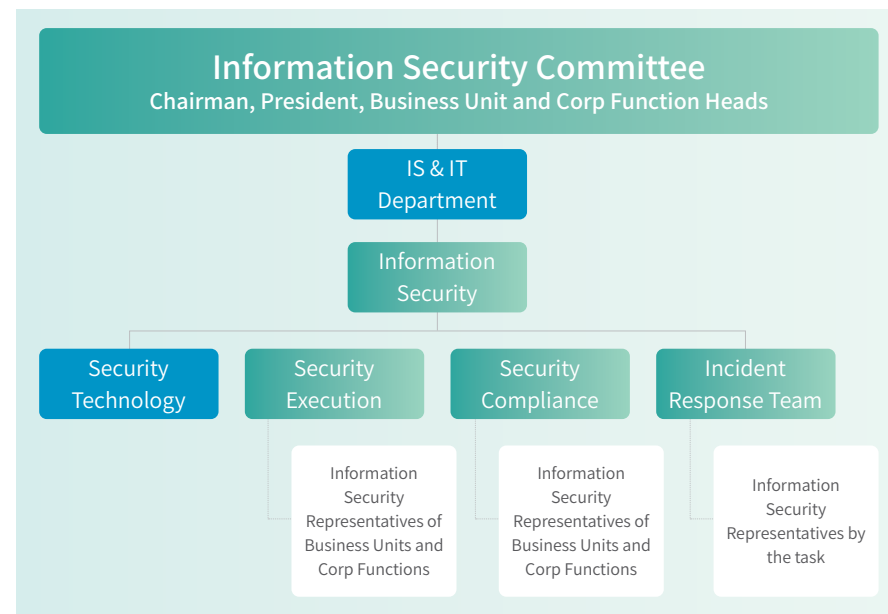 Information Security Committee
Chairman, President, Business Unit and Corp Function Heads
IS & IT
Department
Information
Security
Security
Technology
Security
Execution
Security
Compliance
Incident
Response Team
Information
Security
Representatives of
Business Units and
Corp Functions
Information
Security
Representatives of
Business Units and
Corp Functions
Information
Security
Representatives by
the task